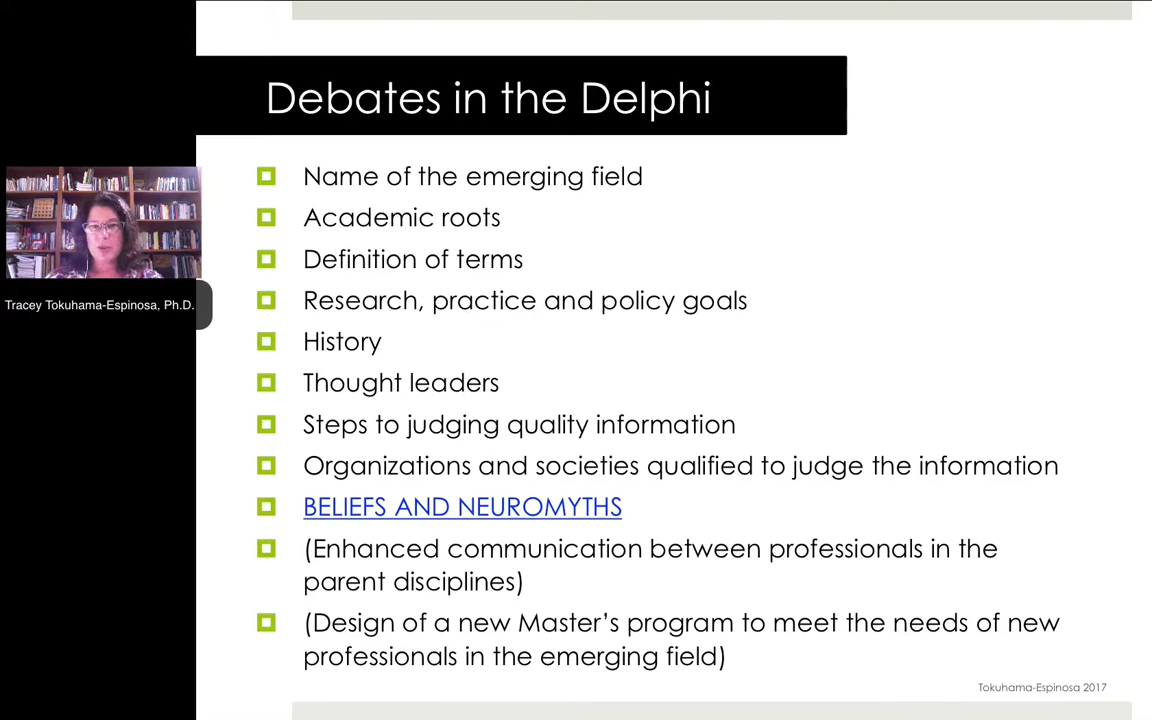 Debates in the Delphi
Name of the emerging field
Academic roots
Definition of terms
Research, practice and policy goals
History
Thought leaders
Steps to judging quality information
Organizations and societies qualified to judge the information
BELIEFS AND NEUROMYTHS
(Enhanced communication between professionals in the
parent disciplines)
(Design of a new Master’s program to meet the needs of new
professionals in the emerging field)
Tracey Tokuhama-Espinosa, Ph.D.
Tokuhama-Espinosa 2017